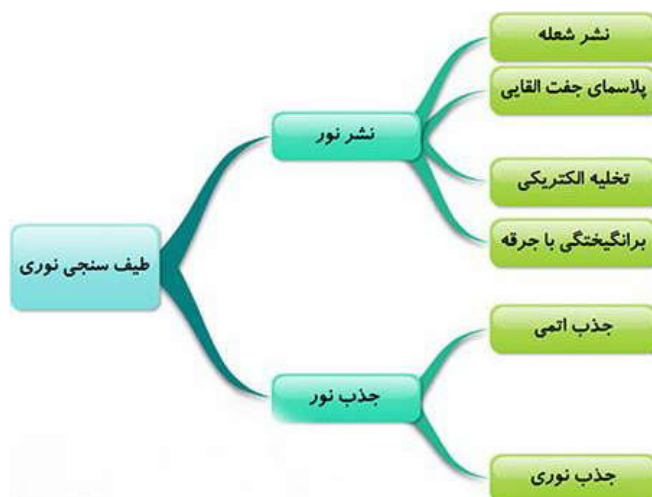 طیف سنجی نوری
نشر نور
نشر شعله
پلاسمای جفت القایی
تخلیه الکتریکی
برانگیختگی با جرقه
جذب نور
جذب اتمی
جذب نوری